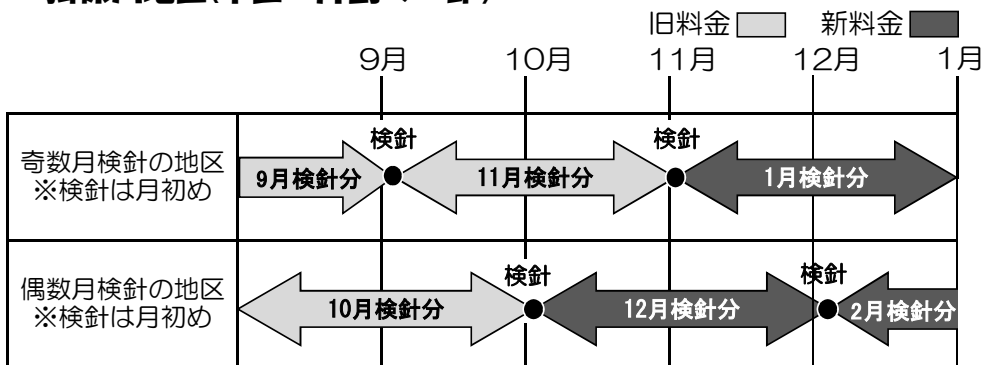 旧料金 新料金
9月 10月 11月 12月 1月
検針 検針
奇数月検針の地区
※検針は月初め
9月検針分 11月検針分 1月検針分
検針 検針
偶数月検針の地区
※検針は月初め
10月検針分 12月検針分 2月検針分